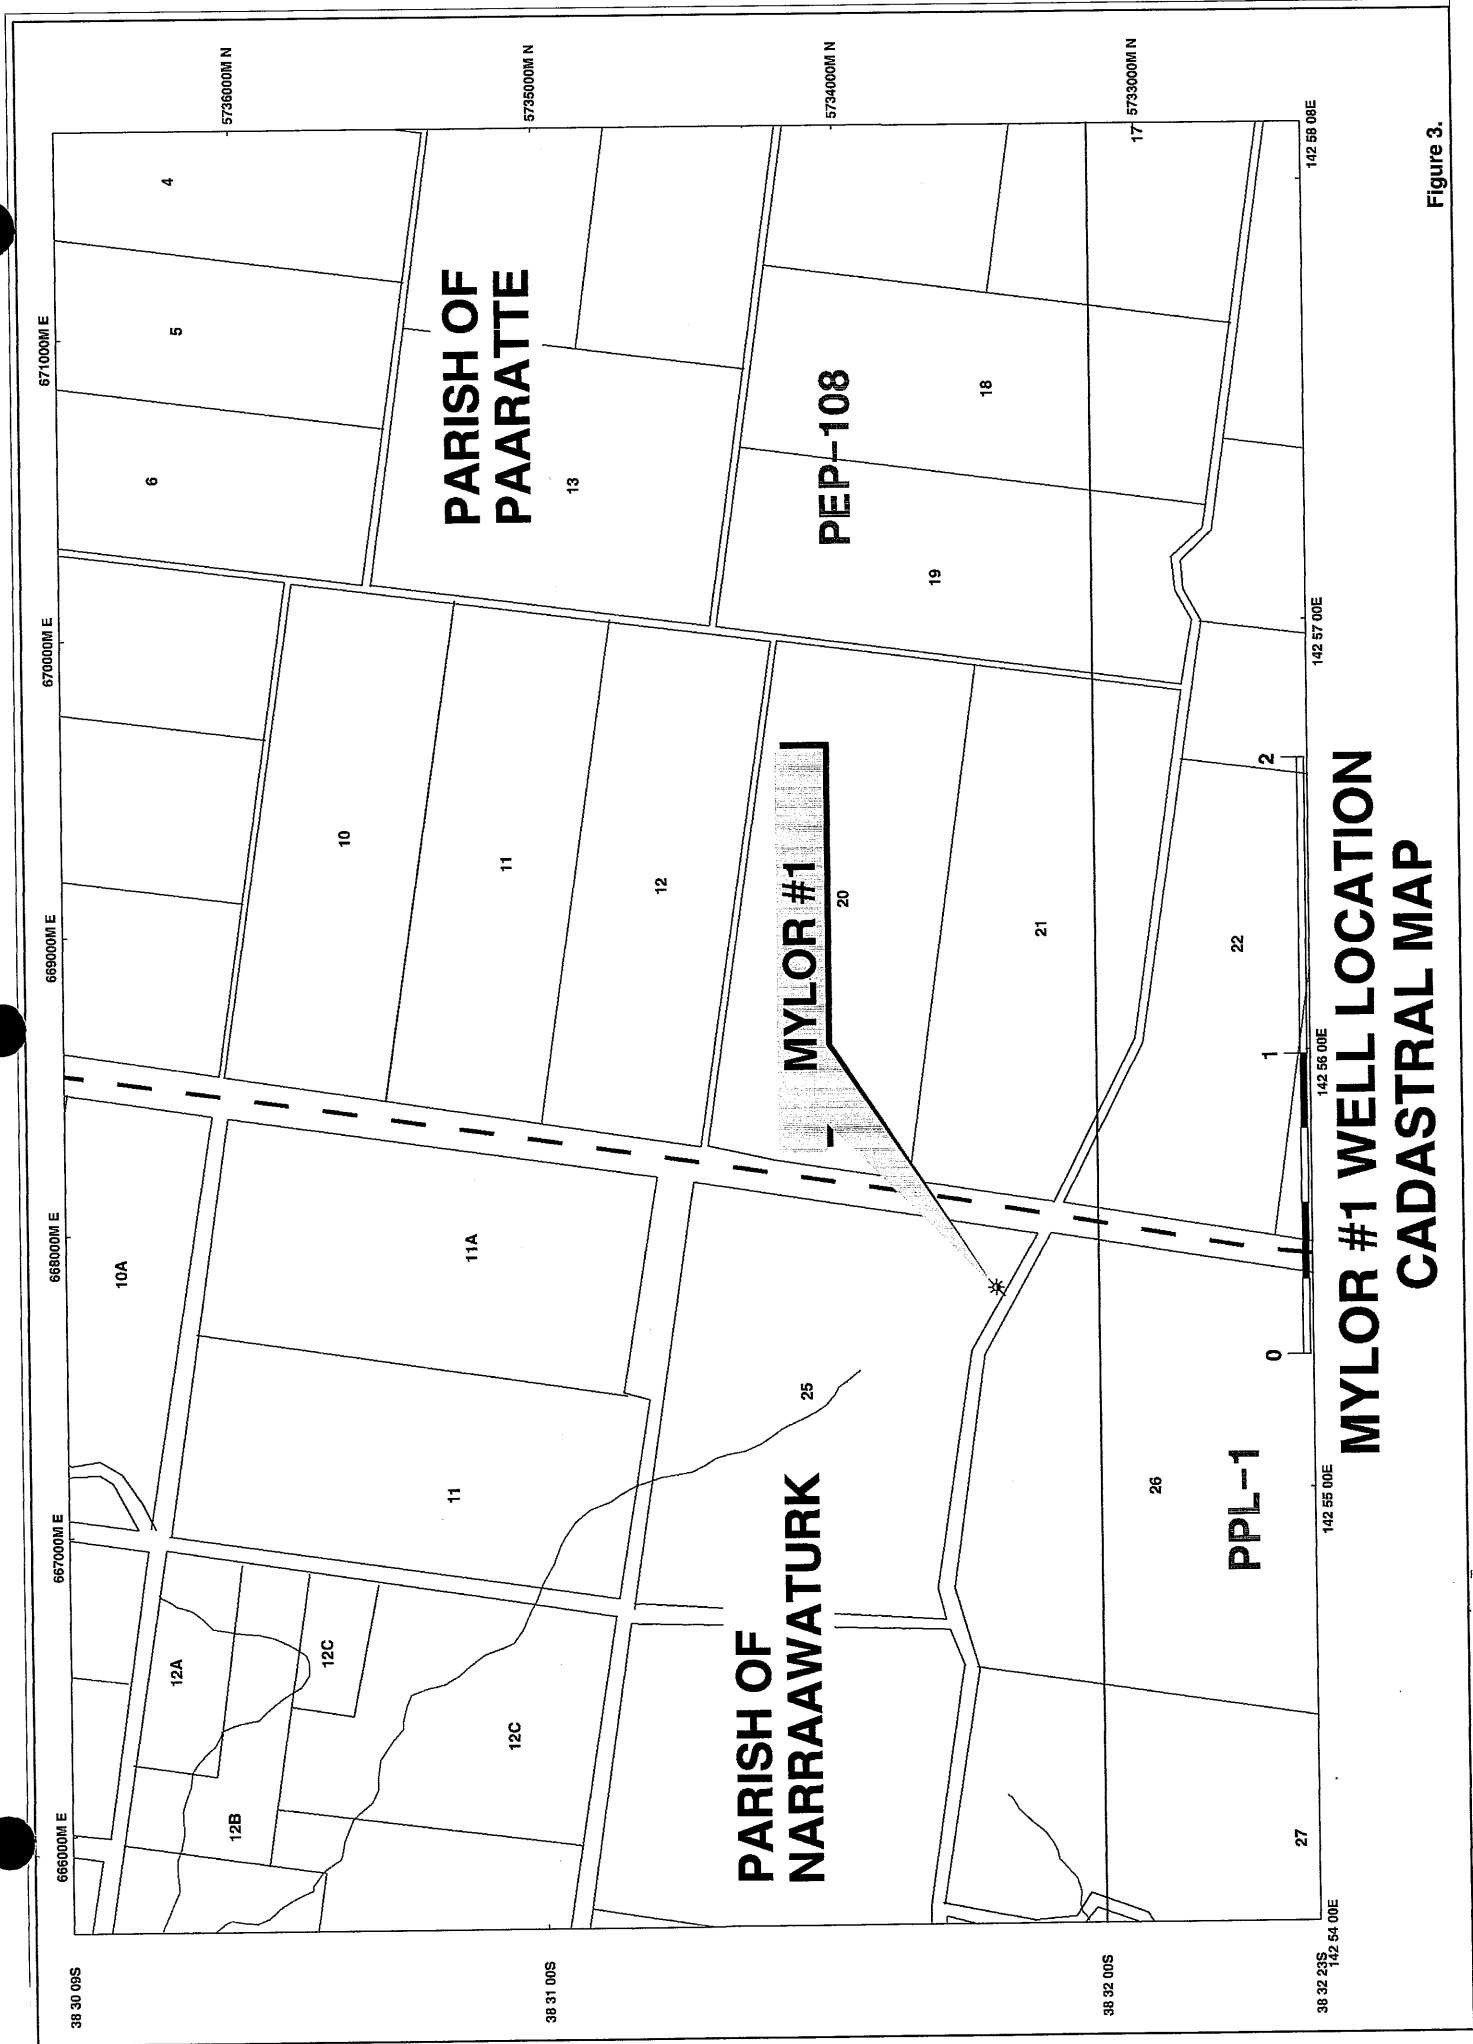 666000M E
667000M E
668000M E
669000M E
670000M E
671000M E
38 30 09S
38 31 00S
38 32 00S
38 32 23S
5736000M N
5735000M N
5734000M N
5733000M N
4
5
6
10A
12A
12B
12C
12C
11
11A
10
11
12
13
PARISH OF
PAARATTE
PARISH OF
NARRAAWATURK
MYLOR #1
PEP-108
25
20
19
18
17
21
26
22
27
PPL-1
0
1
2
142 54 00E
142 55 00E
142 56 00E
142 57 00E
142 58 08E
MYLOR #1 WELL LOCATION
CADASTRAL MAP
Figure 3.